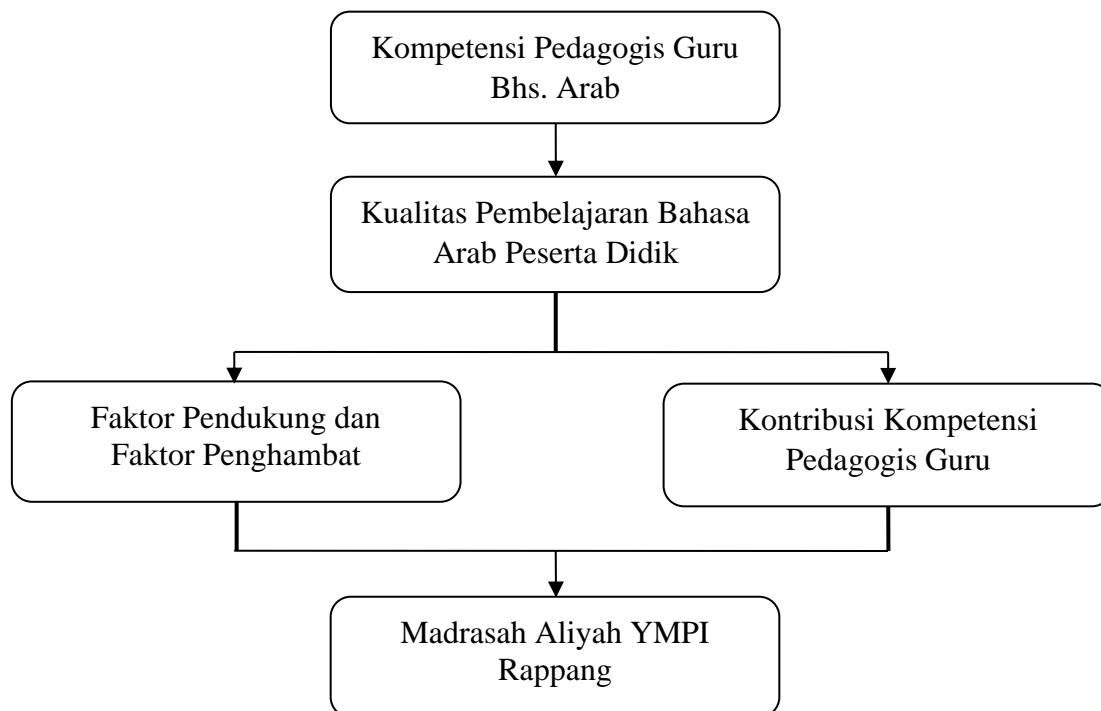 Kompetensi Pedagogis Guru
Bhs. Arab
Kualitas Pembelajaran Bahasa
Arab Peserta Didik
Faktor Pendukung dan
Faktor Penghambat
Kontribusi Kompetensi
Pedagogis Guru
Madrasah Aliyah YMPI
Rappang